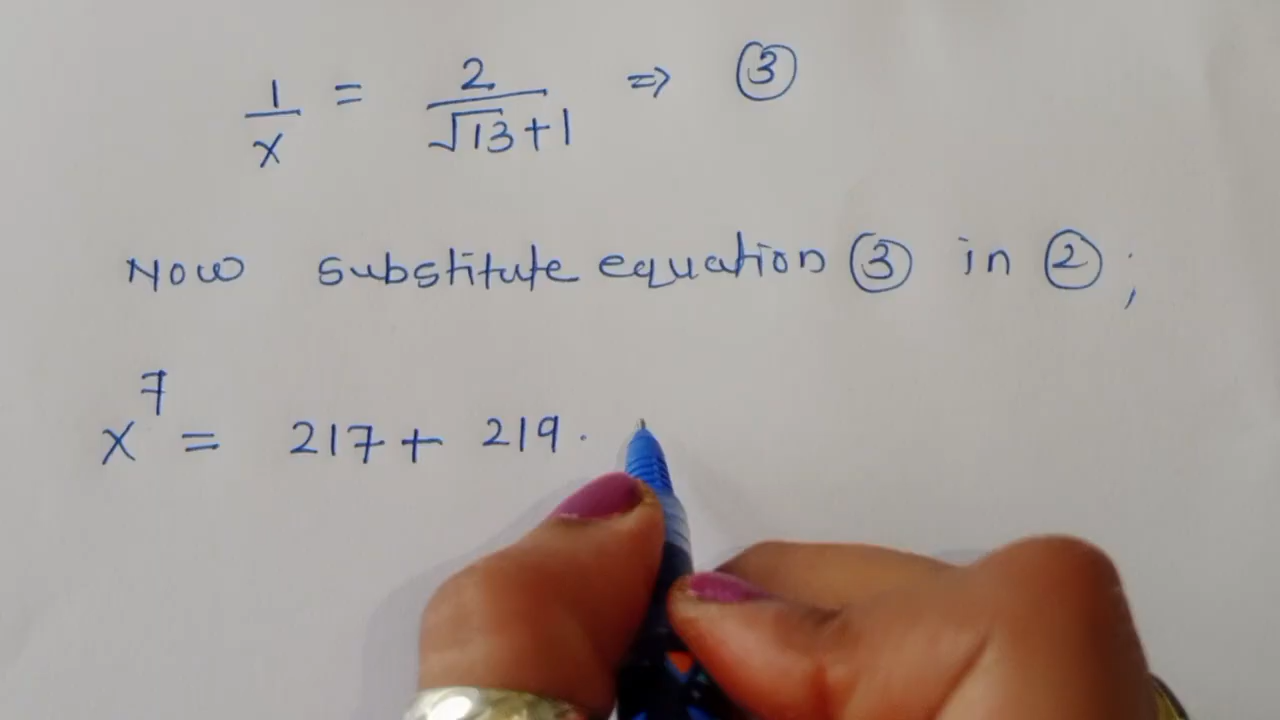 1/x = 2/(√13+1) ⇒ ③
Now substitute equation ③ in ② ;
x⁷ = 217 + 219 ·